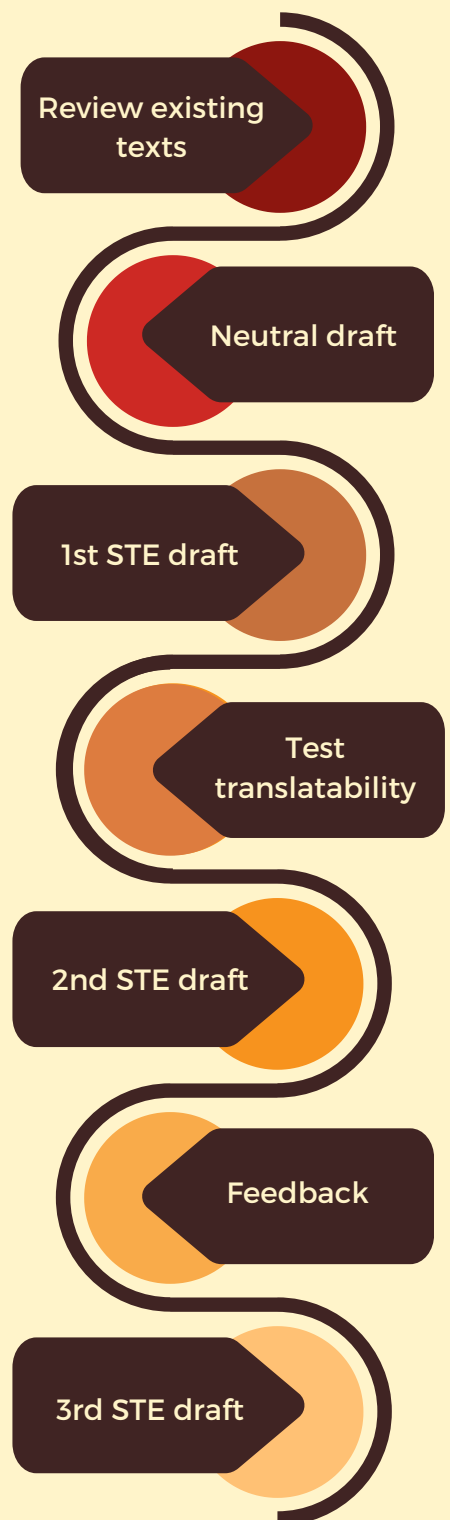 Review existing
texts
Neutral draft
1st STE draft
Test
translatability
2nd STE draft
Feedback
3rd STE draft